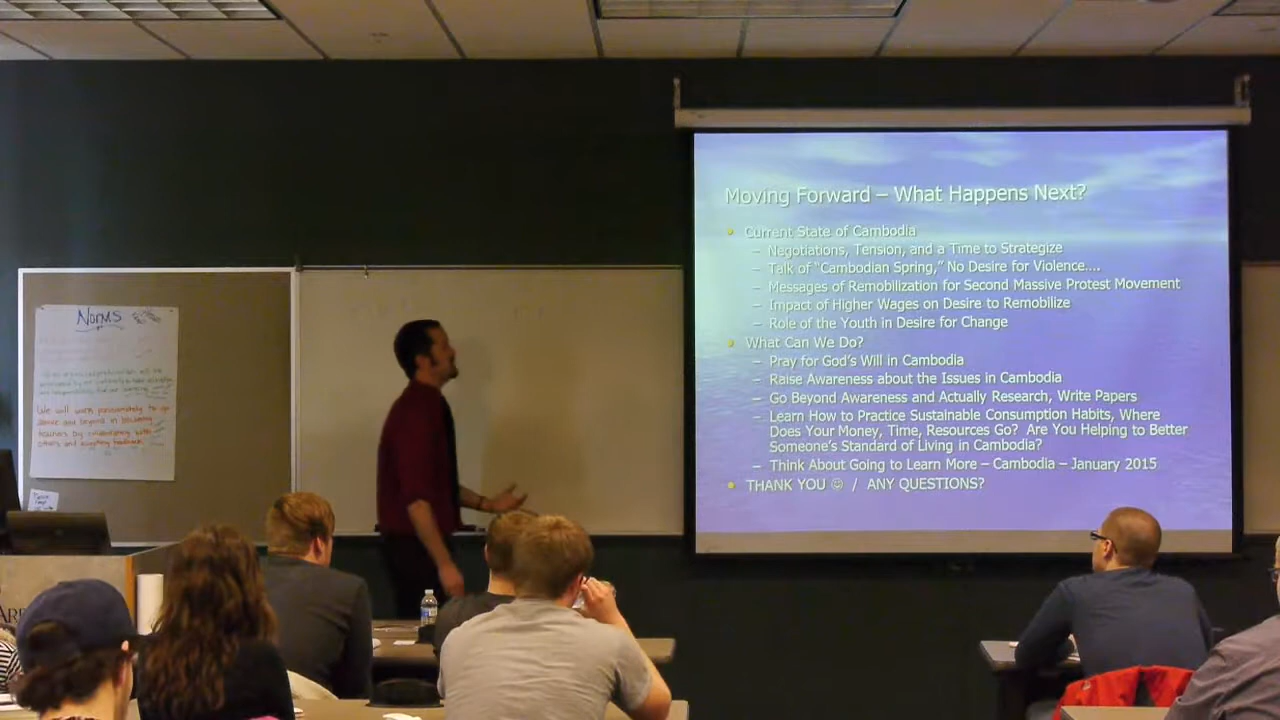 Norms
We will work passionately to go
above and beyond in becoming
teachers by collaborating with
others and accepting feedback.
Moving Forward – What Happens Next?
• Current State of Cambodia
– Negotiations, Tension, and a Time to Strategize
– Talk of “Cambodian Spring,” No Desire for Violence....
– Messages of Remobilization for Second Massive Protest Movement
– Impact of Higher Wages on Desire to Remobilize
– Role of the Youth in Desire for Change
• What Can We Do?
– Pray for God's Will in Cambodia
– Raise Awareness about the Issues in Cambodia
– Go Beyond Awareness and Actually Research, Write Papers
– Learn How to Practice Sustainable Consumption Habits, Where
Does Your Money, Time, Resources Go? Are You Helping to Better
Someone's Standard of Living in Cambodia?
– Think About Going to Learn More – Cambodia – January 2015
• THANK YOU ☺ / ANY QUESTIONS?